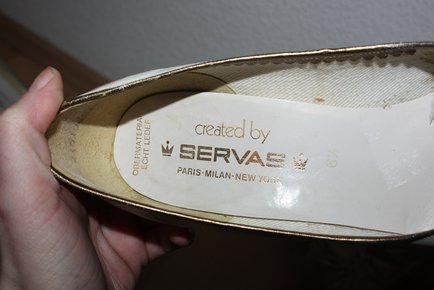 created by
SERVAS
PARIS·MILAN·NEW YORK
OBERMATERIAL
ECHT LEDER